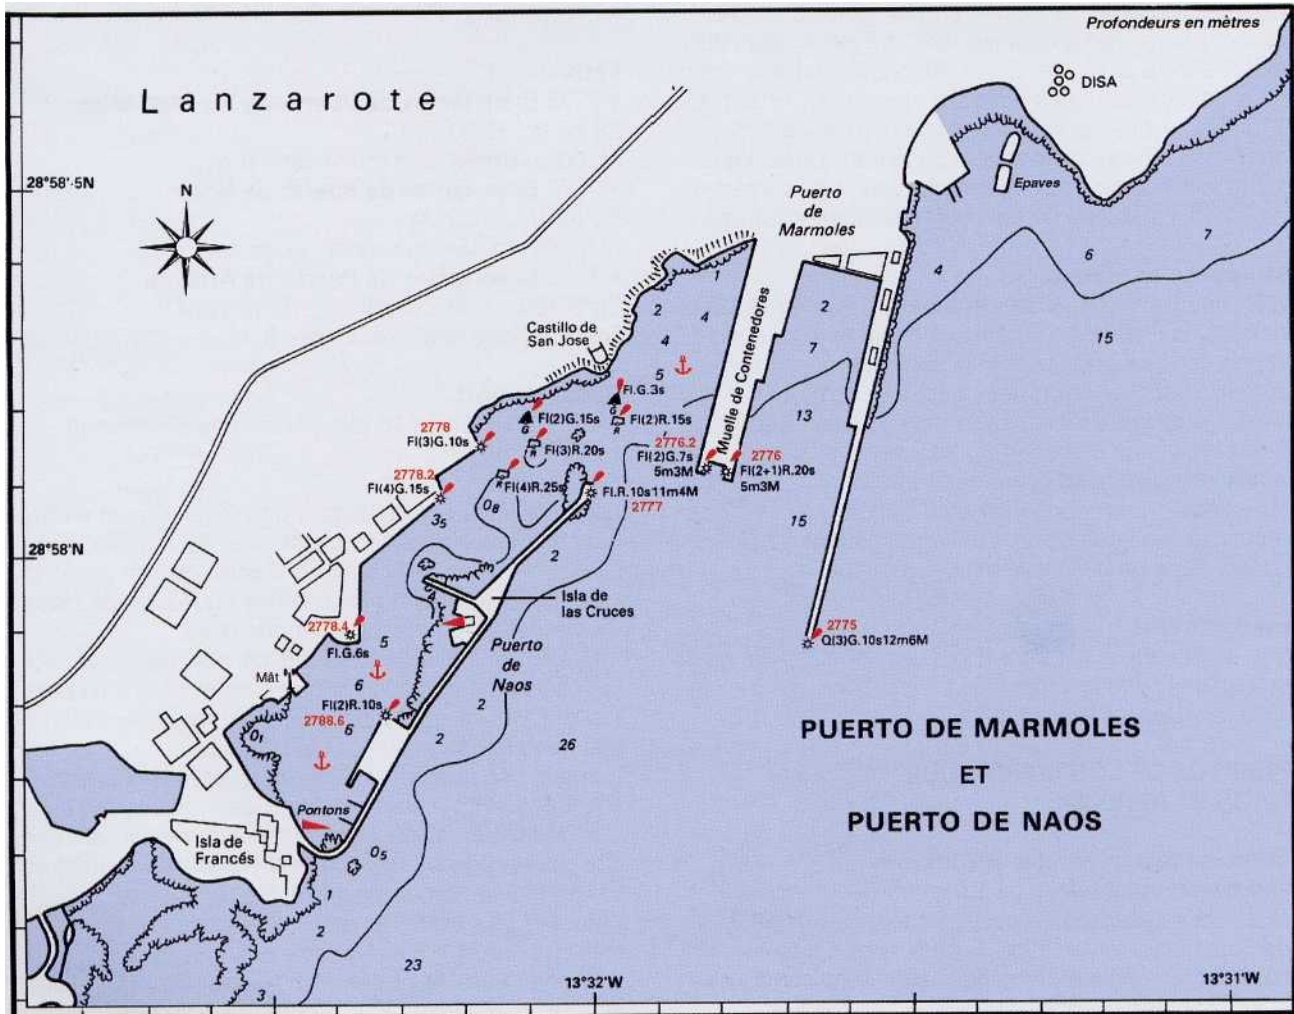 Profondeurs en mètres
Lanzarote
DISA
28°58'·5N
N
Epaves
Puerto
de
Marmoles
7
6
4
15
1
2
4
4
5
2
7
13
15
Castillo de
San Jose
Muelle de Contenedores
Fl.G.3s
G
Fl(2)G.15s
G
Fl(2)R.15s
R
2778
Fl(3)G.10s
Fl(3)R.20s
R
2776.2
Fl(2)G.7s
5m3M
2776
Fl(2+1)R.20s
5m3M
2778.2
Fl(4)G.15s
Fl(4)R.25s
R
Fl.R.10s11m4M
2777
3₅
0₈
28°58'N
2
4
Isla de
las Cruces
2778.4
Fl.G.6s
2775
Q(3)G.10s12m6M
5
Puerto
de
Naos
Mât
6
Fl(2)R.10s
2788.6
6
2
2
26
0₁
PUERTO DE MARMOLES
ET
PUERTO DE NAOS
23
Pontons
Isla de
Francés
0₅
1
2
23
3
13°32'W
13°31'W